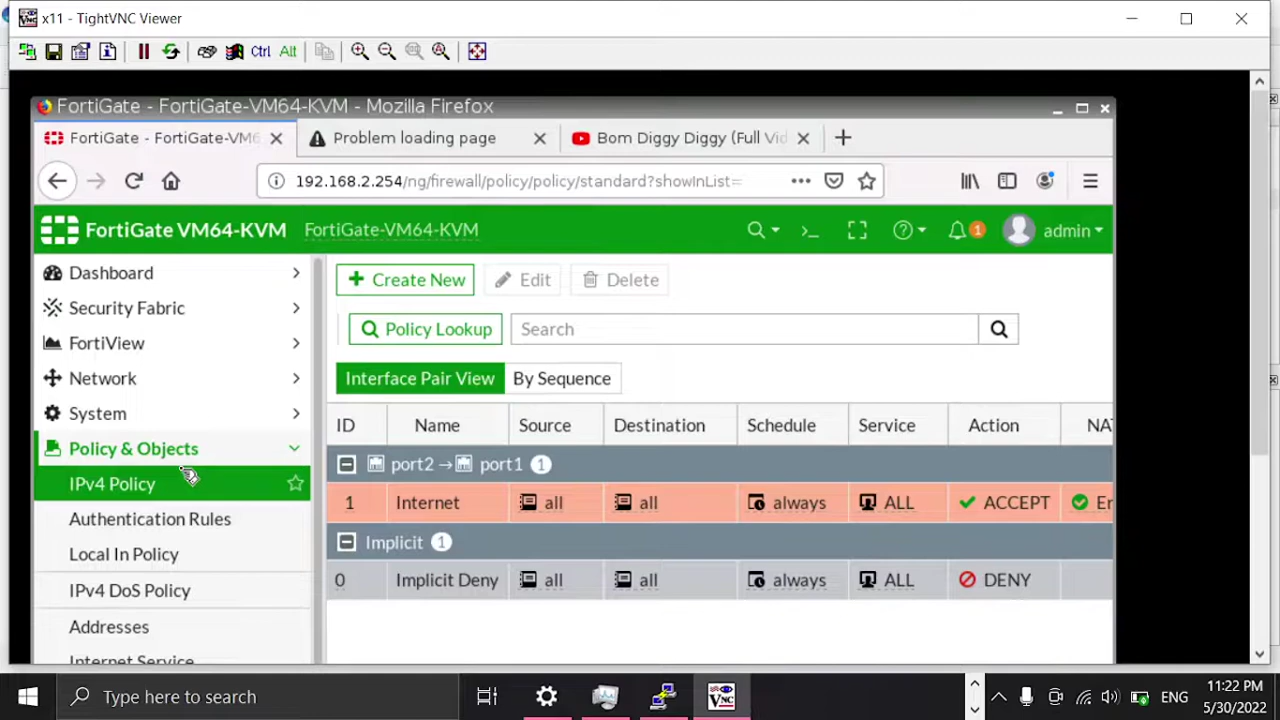 x11 - TightVNC Viewer
Ctrl Alt
FortiGate - FortiGate-VM64-KVM - Mozilla Firefox
FortiGate - FortiGate-VM6
Problem loading page
Bom Diggy Diggy (Full Vid
192.168.2.254/ng/firewall/policy/policy/standard?showInList=
FortiGate VM64-KVM
FortiGate-VM64-KVM
1
admin
Dashboard
Security Fabric
FortiView
Network
System
Policy & Objects
IPv4 Policy
Authentication Rules
Local In Policy
IPv4 DoS Policy
Addresses
Internet Service
Create New
Edit
Delete
Policy Lookup
Search
Interface Pair View
By Sequence
ID Name Source Destination Schedule Service Action NA
port2 → port1 1
1 Internet all all always ALL ACCEPT Er
Implicit 1
0 Implicit Deny all all always ALL DENY
Type here to search
ENG
11:22 PM
5/30/2022